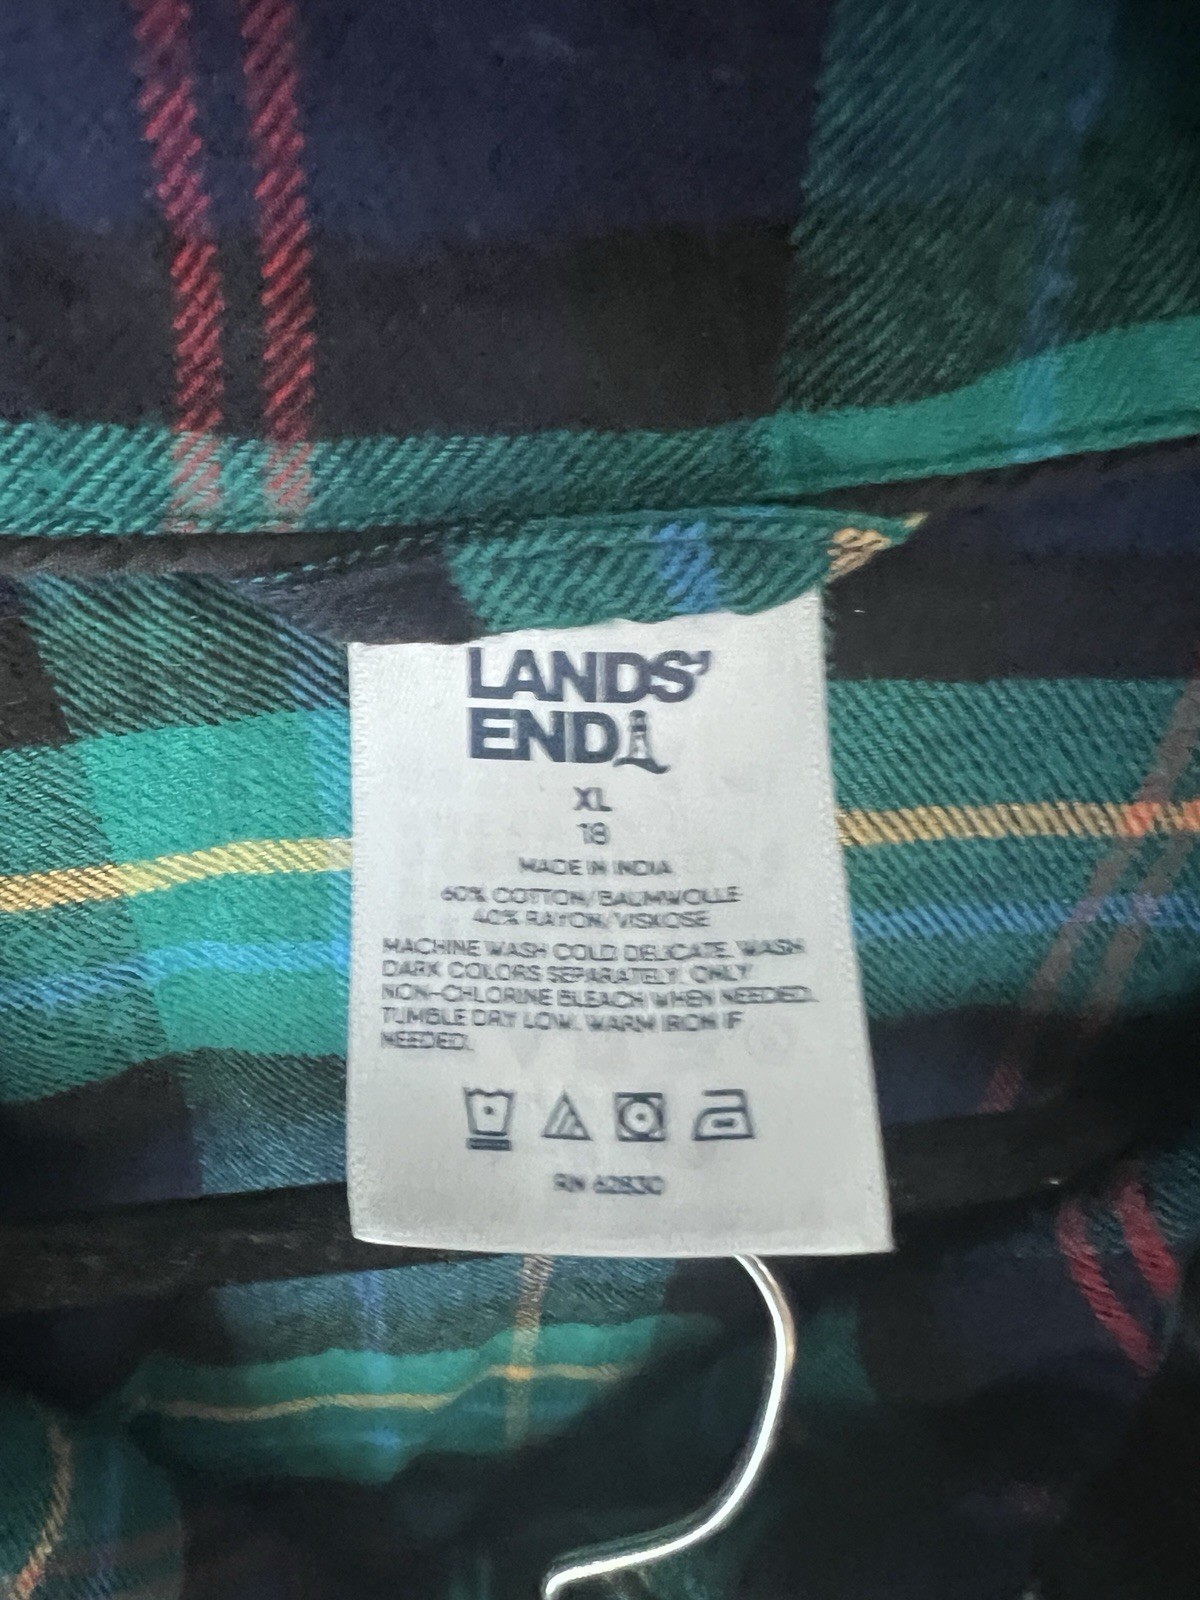 LANDS'
END
XL
18
MADE IN INDIA
60% COTTON/BAUMWOLLE
40% RAYON/VISKOSE
MACHINE WASH COLD DELICATE. WASH
DARK COLORS SEPARATELY. ONLY
NON-CHLORINE BLEACH WHEN NEEDED.
TUMBLE DRY LOW. WARM IRON IF
NEEDED.
RN 62830